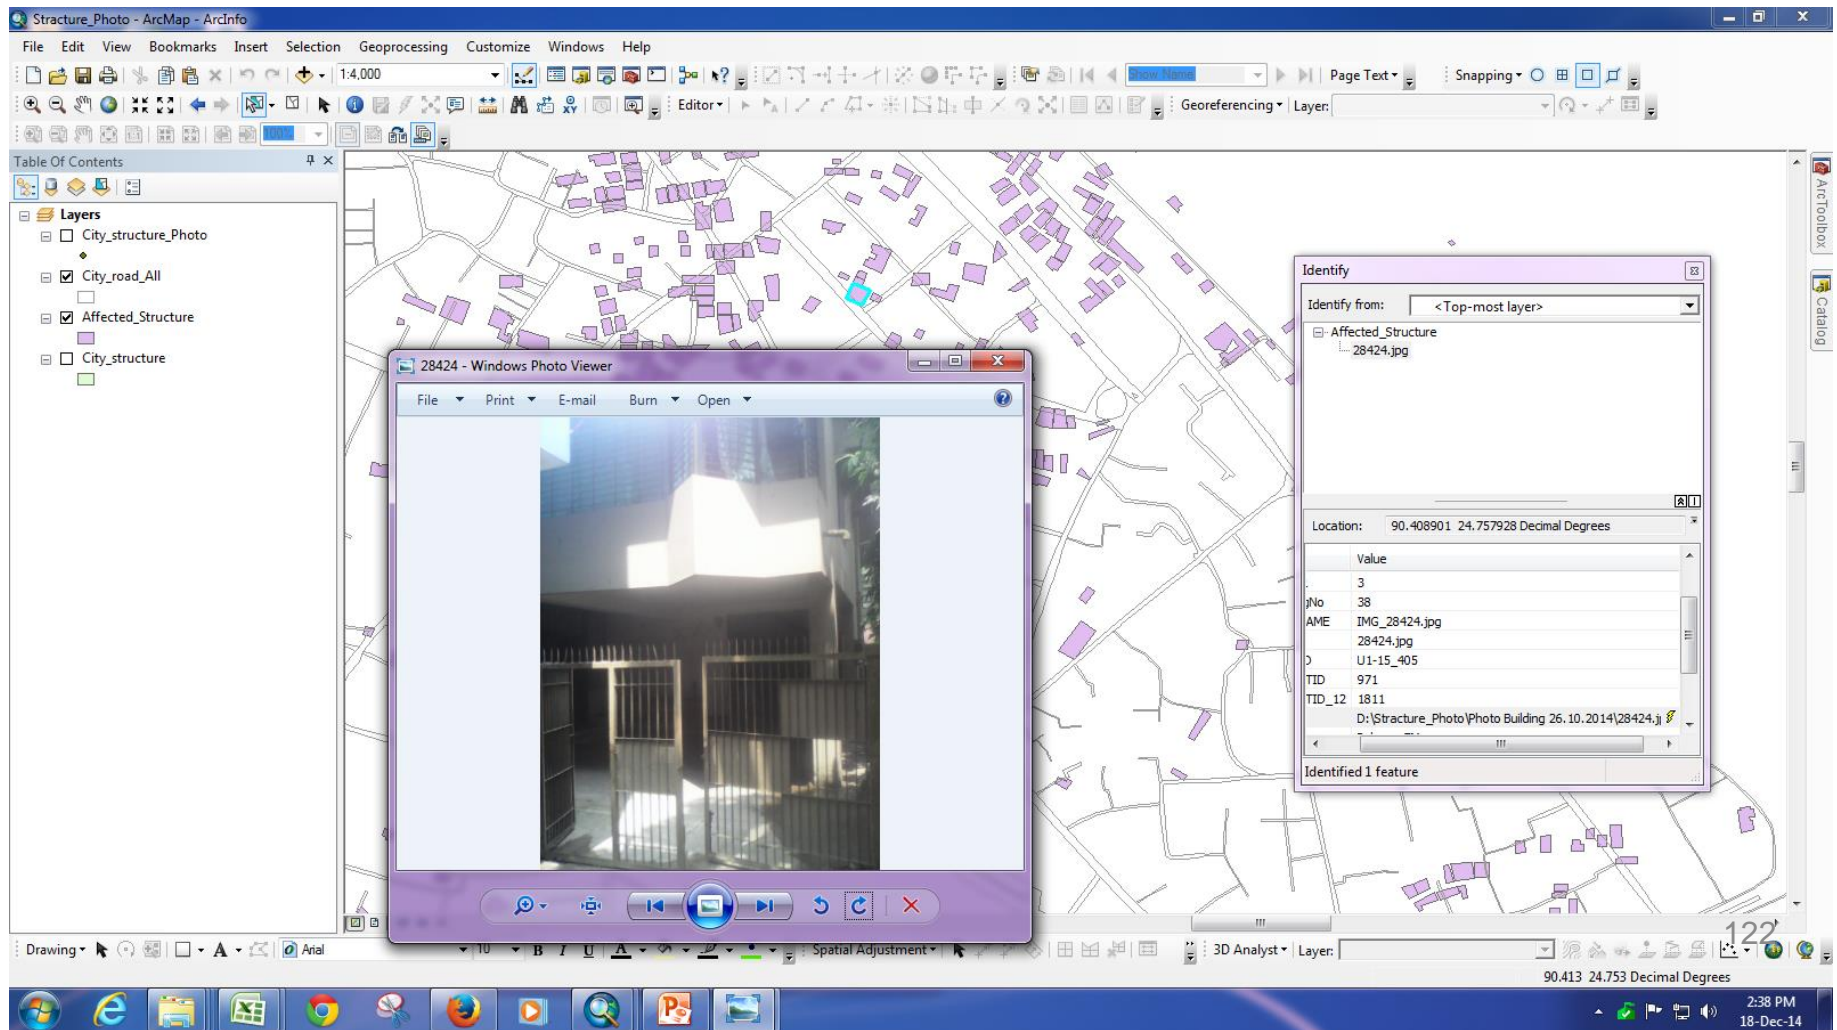 Stracture_Photo - ArcMap - ArcInfo
File Edit View Bookmarks Insert Selection Geoprocessing Customize Windows Help
1:4,000
Show Name
Page Text
Snapping
Editor
Georeferencing
Layer:
100%
Table Of Contents
Layers
City_structure_Photo
City_road_All
Affected_Structure
City_structure
ArcToolbox
Catalog
28424 - Windows Photo Viewer
File Print E-mail Burn Open
Identify
Identify from: <Top-most layer>
Affected_Structure
28424.jpg
Location: 90.408901 24.757928 Decimal Degrees
Value
3
gNo 38
AME IMG_28424.jpg
28424.jpg
U1-15_405
TID 971
TID_12 1811
D:\Stracture_Photo\Photo Building 26.10.2014\28424.j
Identified 1 feature
122
Drawing A Arial 10 B I U A
Spatial Adjustment
3D Analyst Layer:
90.413 24.753 Decimal Degrees
2:38 PM
18-Dec-14